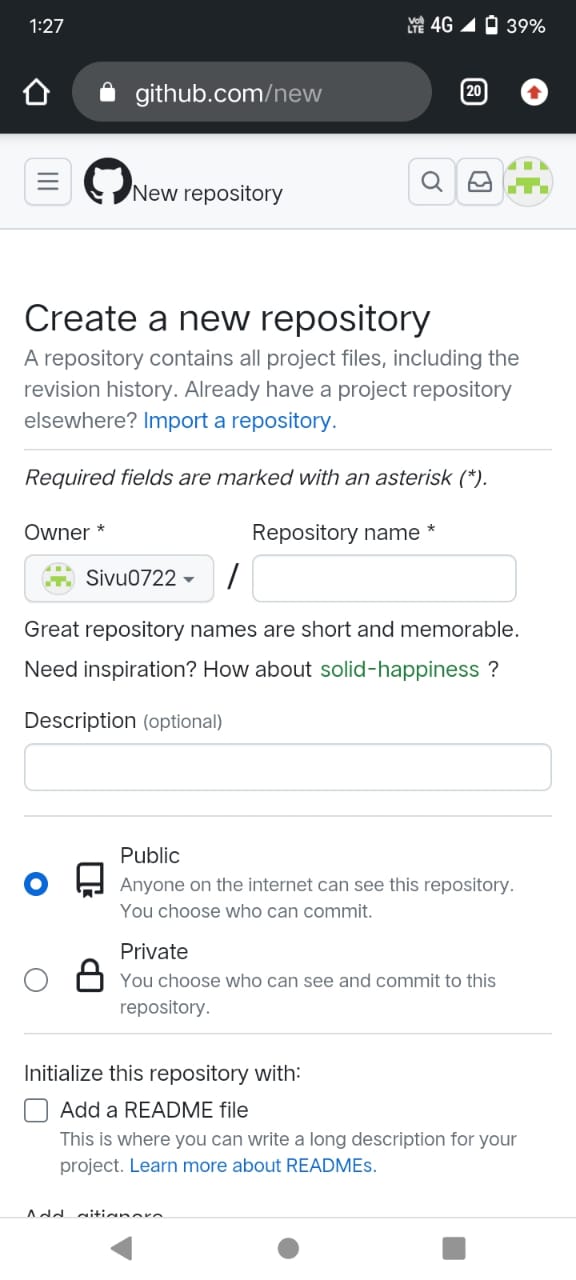 1:27 Vo) LTE 4G 39%
github.com/new 20
New repository
Create a new repository
A repository contains all project files, including the
revision history. Already have a project repository
elsewhere? Import a repository.
Required fields are marked with an asterisk (*).
Owner * Repository name *
Sivu0722 /
Great repository names are short and memorable.
Need inspiration? How about solid-happiness ?
Description (optional)
Public
Anyone on the internet can see this repository.
You choose who can commit.
Private
You choose who can see and commit to this
repository.
Initialize this repository with:
Add a README file
This is where you can write a long description for your
project. Learn more about READMEs.
Add .gitignore